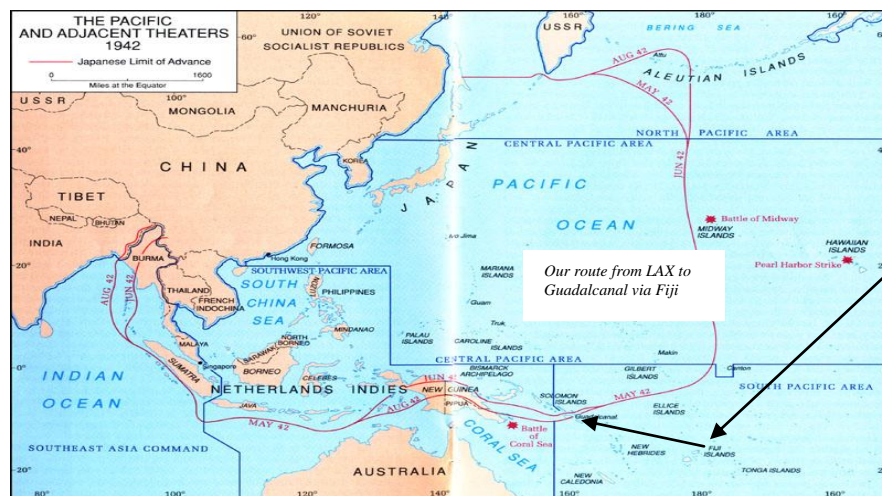 THE PACIFIC
AND ADJACENT THEATERS
1942
Japanese Limit of Advance
0 1600
Miles at the Equator
120° 140° 160° 180° 160°
UNION OF SOVIET
SOCIALIST REPUBLICS
USSR
BERING SEA
60°
Attu
AUG 42
ALEUTIAN ISLANDS
MAY 42
USSR
100°
MONGOLIA
MANCHURIA
NORTH PACIFIC AREA
CENTRAL PACIFIC AREA
40°
40°
KOREA
JAPAN
JUN 42
CHINA
TIBET
NEPAL
BHUTAN
PACIFIC
OCEAN
Battle of Midway
MIDWAY
ISLANDS
INDIA
Iwo Jima
FORMOSA
HAWAIIAN
ISLANDS
BURMA
Hong Kong
Pearl Harbor Strike
20°
SOUTHWEST PACIFIC AREA
MARIANA
ISLANDS
Our route from LAX to
Guadalcanal via Fiji
AUG 42
JUN 42
THAILAND
FRENCH
INDOCHINA
SOUTH
CHINA
SEA
LUZON
PHILIPPINES
Guam
MINDANAO
Truk
PALAU
ISLANDS
CAROLINE
ISLANDS
MALAYA
NORTH
BORNEO
SARAWAK
Makin
0°
Singapore
CENTRAL PACIFIC AREA
BORNEO
CELEBES
BISMARCK
ARCHIPELAGO
GILBERT
ISLANDS
Canton
SUMATRA
INDIAN
OCEAN
NETHERLANDS INDIES
JUN 4
NEW GUINEA
SOUTH PACIFIC AREA
JAVA
AUG 42
PAPUA
SOLOMON
ISLANDS
ELLICE
ISLANDS
MAY 42
MAY 42
Guadalcanal
Battle
of
Coral Sea
CORAL SEA
SOUTHEAST ASIA COMMAND
FIJI
ISLANDS
NEW
HEBRIDES
20°
AUSTRALIA
TONGA ISLANDS
NEW
CALEDONIA
100° 120° 140° 160° 180° 160°